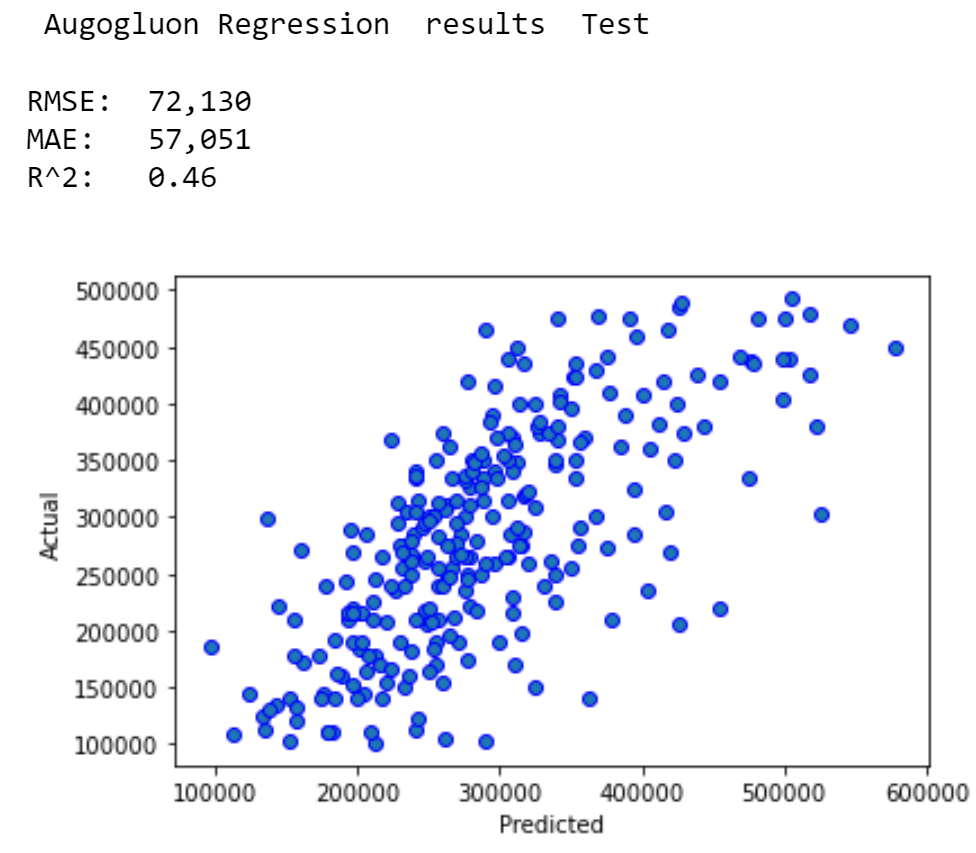 Augogluon Regression results Test
RMSE: 72,130
MAE: 57,051
R^2: 0.46
500000
450000
400000
350000
300000
250000
200000
150000
100000
Actual
100000 200000 300000 400000 500000 600000
Predicted